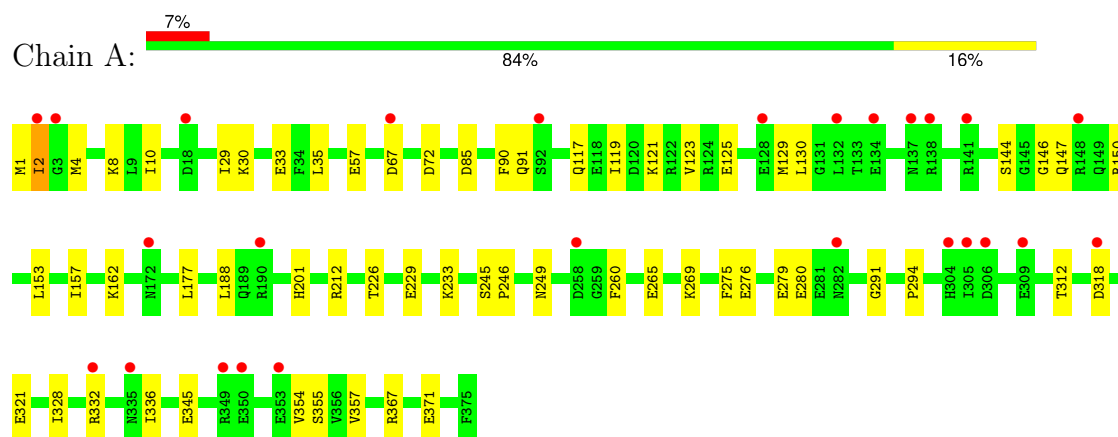 7%
Chain A:
84% 16%
M1 I2 G3 M4 K8 L9 I10 D18 I29 K30 E33 F34 L35 E57 D67 D72 D85 F90 Q91 S92 Q117 E118 I119 D120 K121 R122 V123 R124 E125 E128 M129 L130 G131 L132 T133 E134 N137 R138 R141 S144 G145 G146 Q147 R148 Q149 R150
L153 I157 K162 N172 L177 L188 Q189 R190 H201 R212 T226 E229 K233 S245 P246 N249 D258 G259 F260 E265 K269 F275 E276 E279 E280 E281 N282 G291 P294 H304 I305 D306 E309 T312 D318
E321 I328 R332 N335 I336 E345 R349 E350 E353 V354 S355 V356 V357 R367 E371 F375